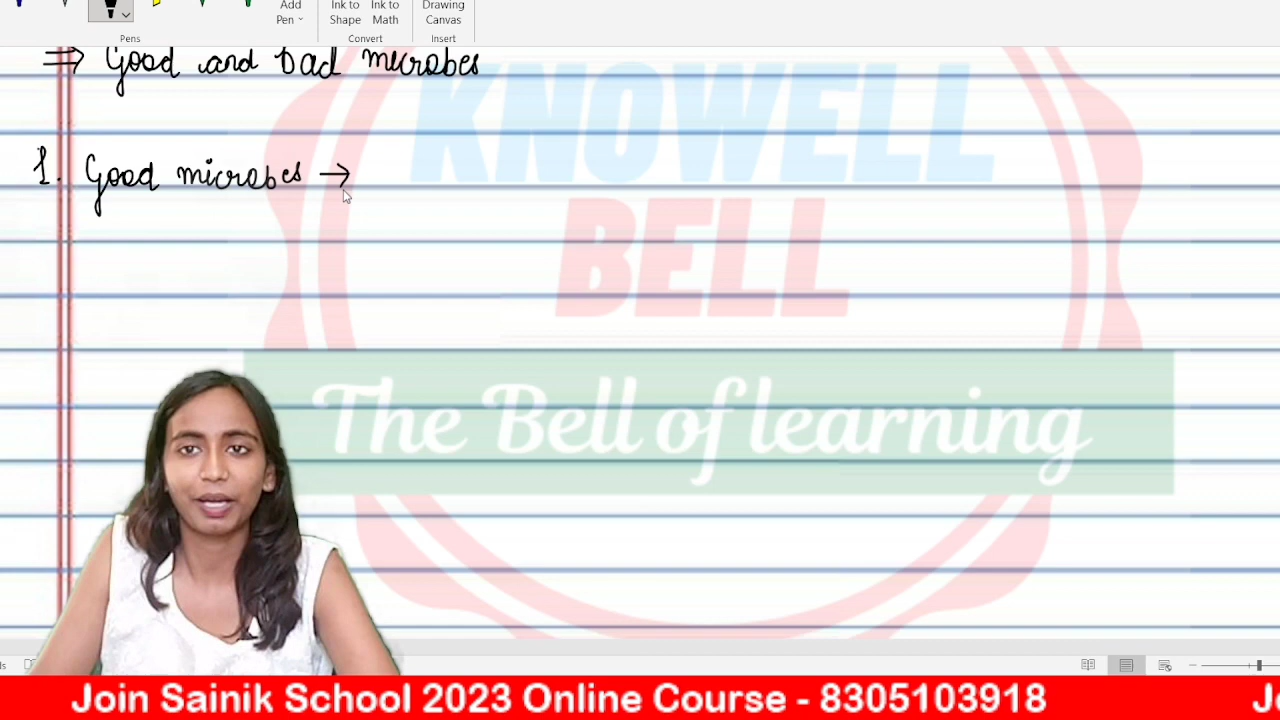 Add
Pen
Ink to
Shape
Ink to
Math
Drawing
Canvas
Pens
Convert
Insert
⇒ Good and bad microbes
1. Good microbes →
KNOWELL
BELL
The Bell of learning
Join Sainik School 2023 Online Course - 8305103918